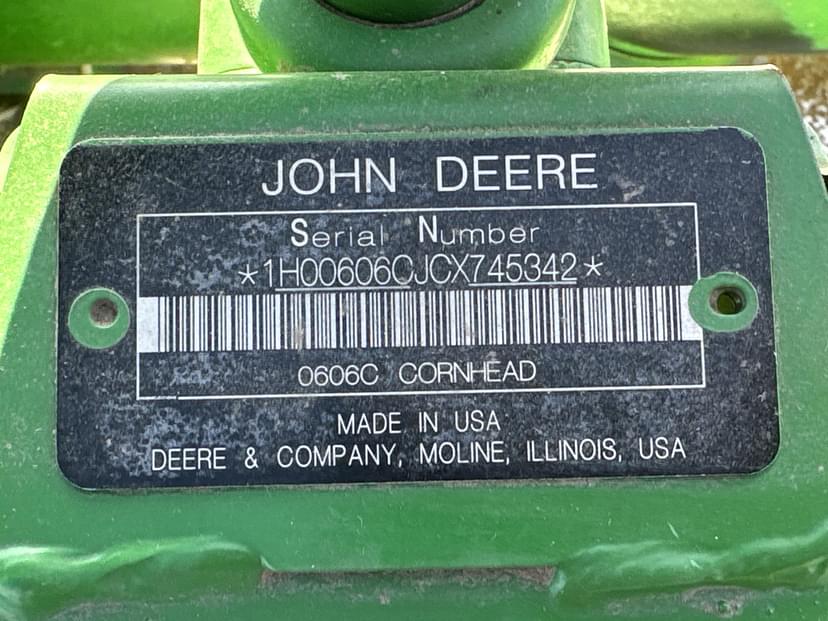 JOHN DEERE
Serial Number
*1H00606CJCX745342*
0606C CORNHEAD
MADE IN USA
DEERE & COMPANY, MOLINE, ILLINOIS, USA